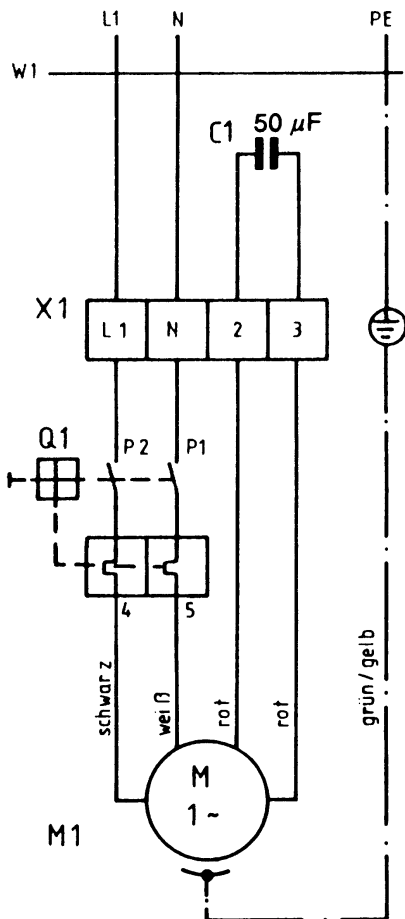 L1 N PE
W1
C1 50 µF
X1
L1 N 2 3
Q1
P2 P1
4 5
schwarz
weiß
rot
rot
grün/gelb
M
1~
M1